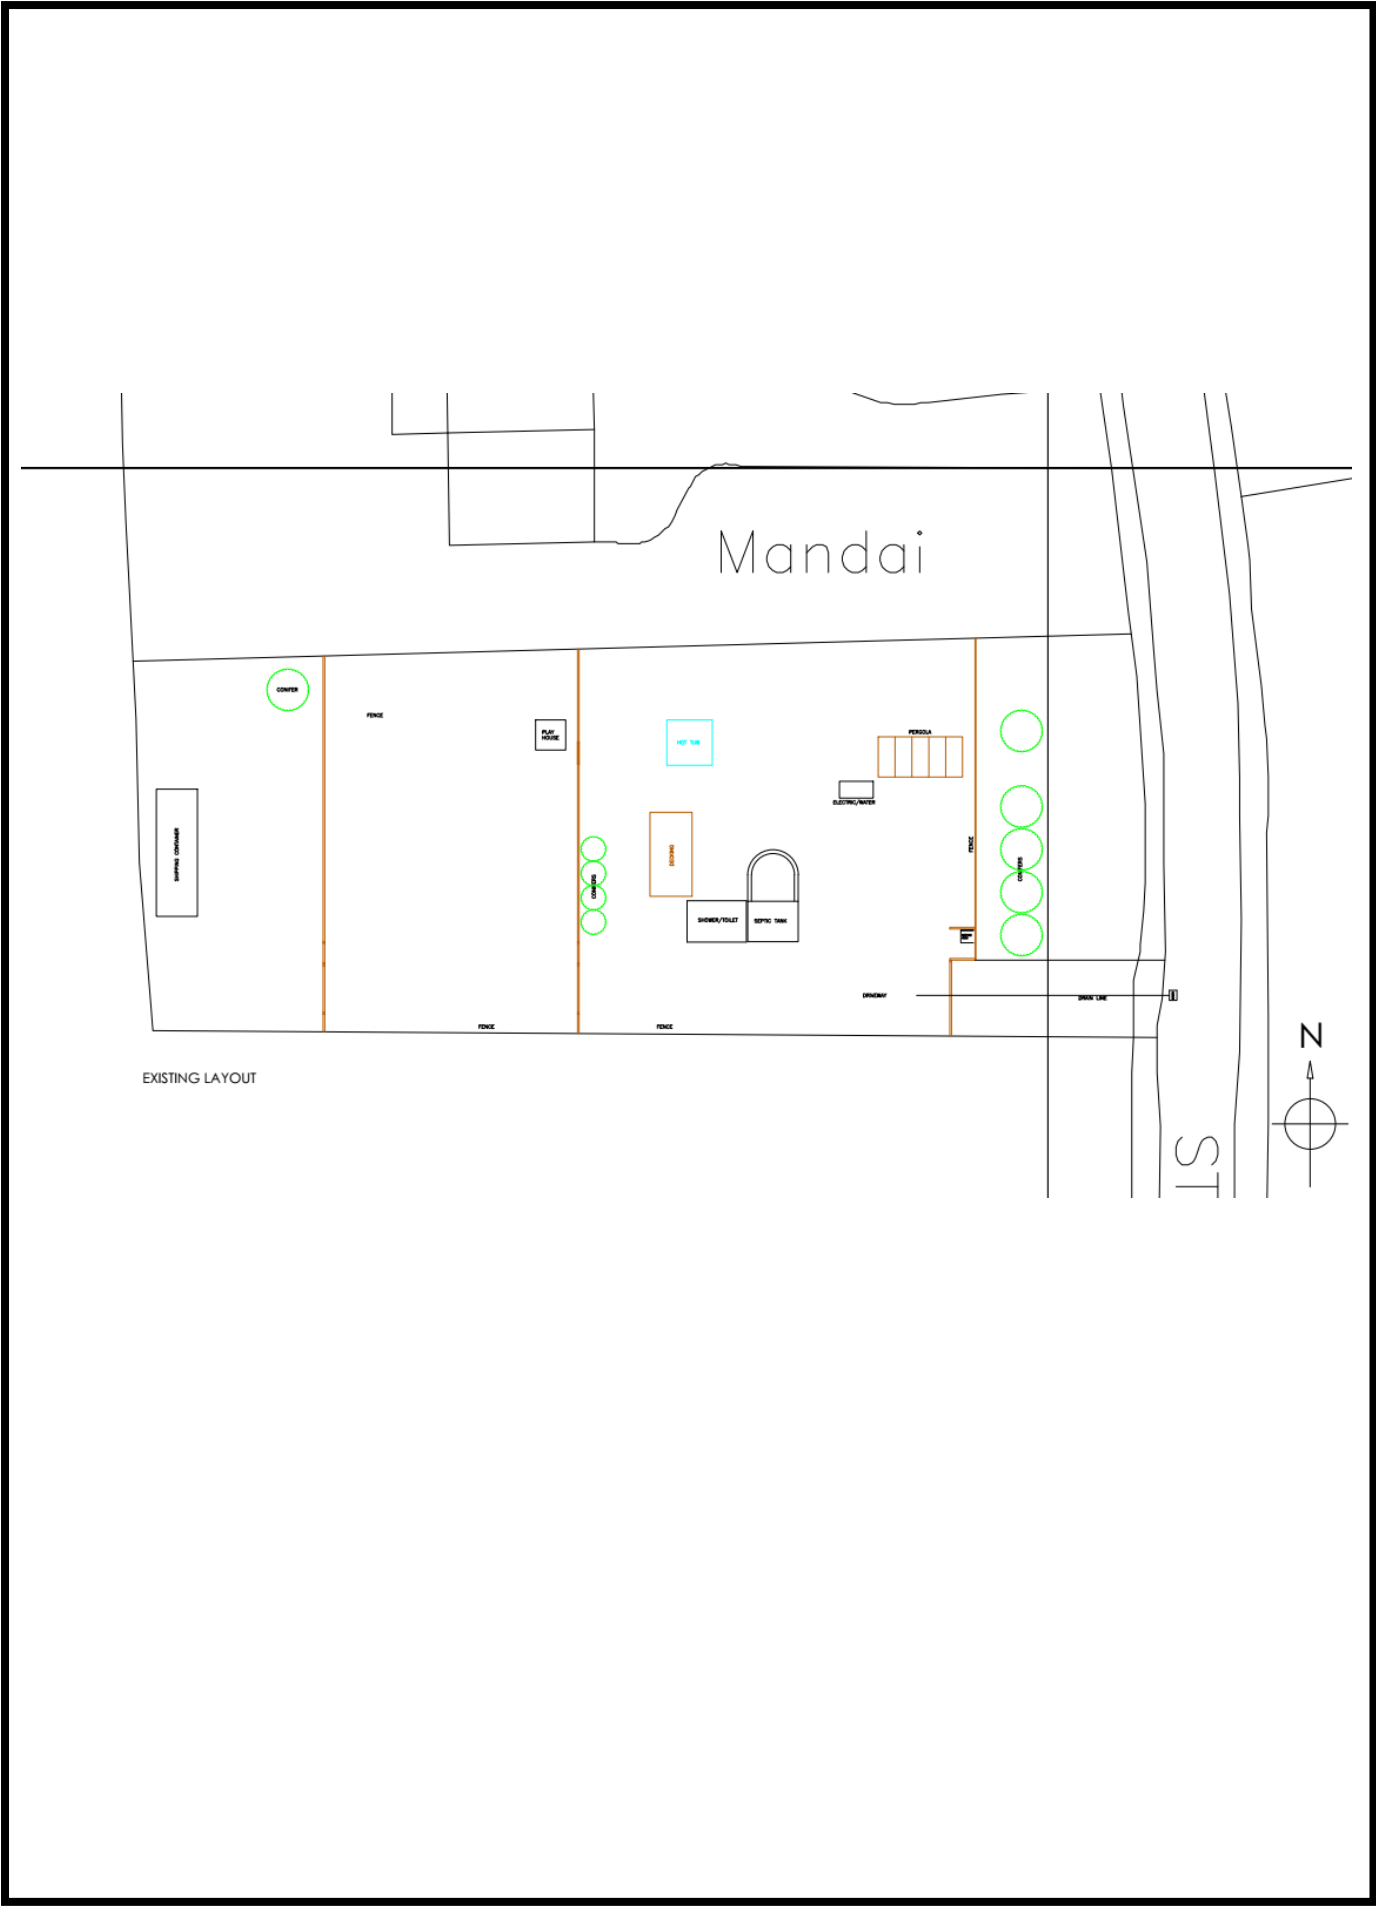 Mandai
CONIFER
FENCE
PLAY
HOUSE
HOT TUB
PERGOLA
ELECTRIC/WATER
SHIPPING CONTAINER
DECKING
FENCE
CONIFERS
CONIFERS
SHOWER/TOILET
SEPTIC TANK
DRIVEWAY
DRAIN LINE
FENCE
FENCE
N
EXISTING LAYOUT
ST